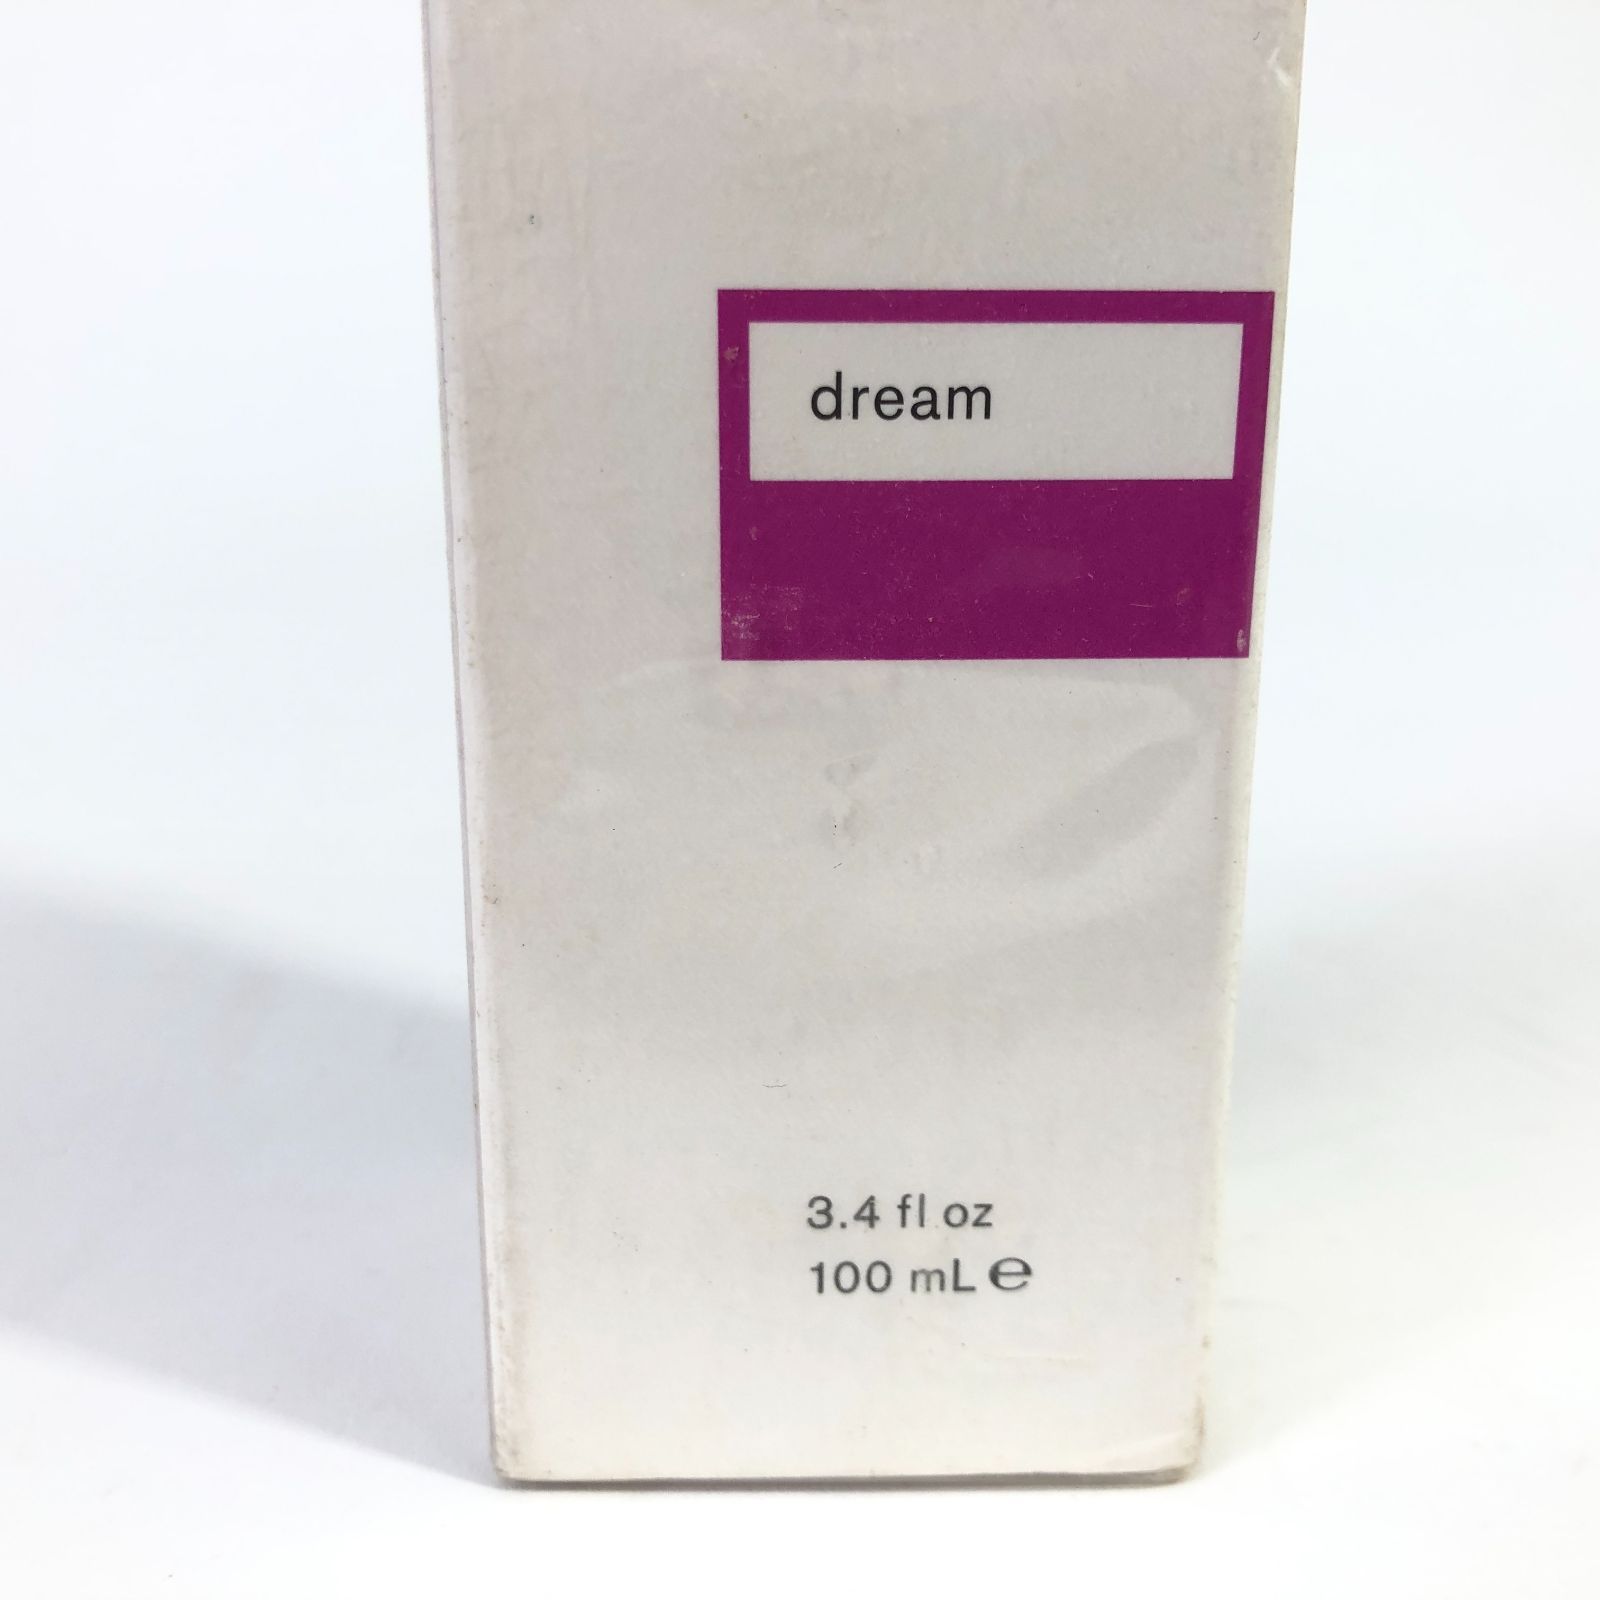 dream
3.4 fl oz
100 mL ℮